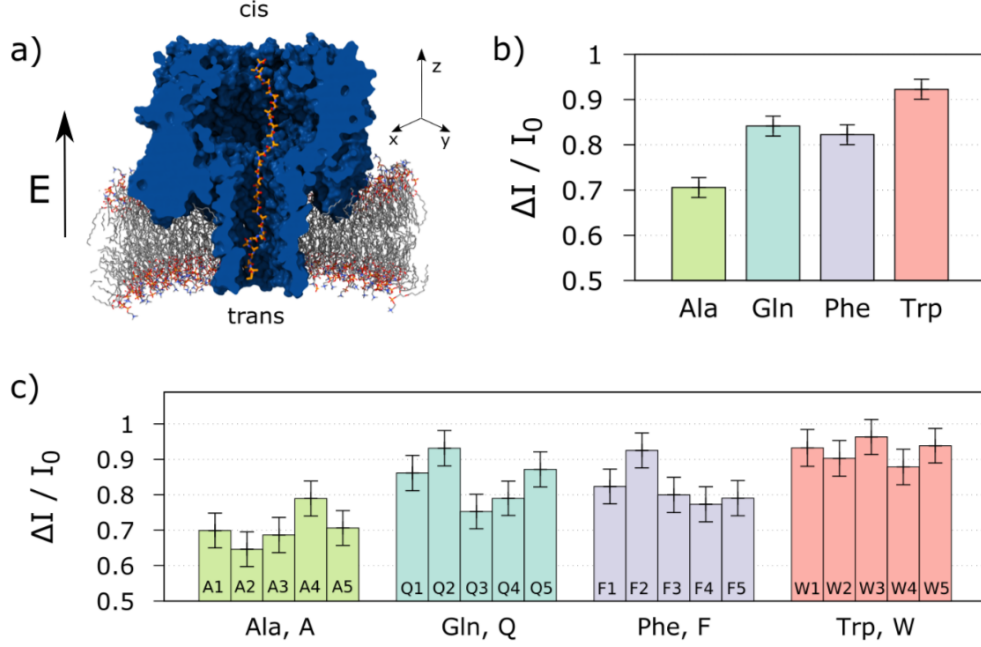 a)
cis
z
x
y
E
trans
b)
ΔI / I0
1
0.9
0.8
0.7
0.6
0.5
Ala Gln Phe Trp
c)
ΔI / I0
1
0.9
0.8
0.7
0.6
0.5
A1 A2 A3 A4 A5 Q1 Q2 Q3 Q4 Q5 F1 F2 F3 F4 F5 W1 W2 W3 W4 W5
Ala, A Gln, Q Phe, F Trp, W